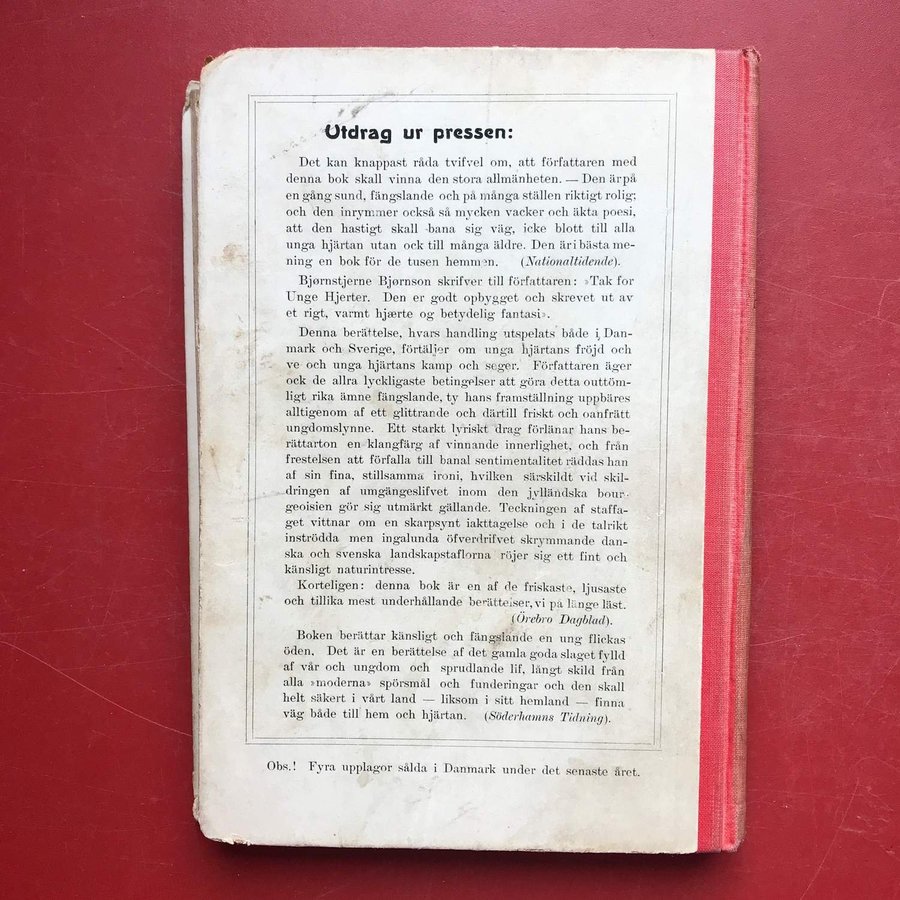 Utdrag ur pressen:
Det kan knappast råda tvifvel om, att författaren med
denna bok skall vinna den stora allmänheten. — Den är på
en gång sund, fängslande och på många ställen riktigt rolig;
och den inrymmer också så mycken vacker och äkta poesi,
att den hastigt skall bana sig väg, icke blott till alla
unga hjärtan utan ock till många äldre. Den är i bästa me-
ning en bok för de tusen hemmen. (Nationaltidende).
Bjørnstjerne Bjørnson skrifver till författaren: »Tak for
Unge Hjerter. Den er godt opbygget och skrevet ut av
et rigt, varmt hjærte og betydelig fantasi».
Denna berättelse, hvars handling utspelats både i Dan-
mark och Sverige, förtäljer om unga hjärtans fröjd och
ve och unga hjärtans kamp och seger. Författaren äger
ock de allra lyckligaste betingelser att göra detta outtöm-
ligt rika ämne fängslande, ty hans framställning uppbäres
alltigenom af ett glittrande och därtill friskt och oanfrätt
ungdomslynne. Ett starkt lyriskt drag förlänar hans be-
rättarton en klangfärg af vinnande innerlighet, och från
frestelsen att förfalla till banal sentimentalitet räddas han
af sin fina, stillsamma ironi, hvilken särskildt vid skil-
dringen af umgängeslifvet inom den jylländska bour-
geoisien gör sig utmärkt gällande. Teckningen af staffa-
get vittnar om en skarpsynt iakttagelse och i de talrikt
inströdda men ingalunda öfverdrifvet skrymmande dan-
ska och svenska landskapstaflorna röjer sig ett fint och
känsligt naturintresse.
Korteligen: denna bok är en af de friskaste, ljusaste
och tillika mest underhållande berättelser, vi på länge läst.
(Örebro Dagblad).
Boken berättar känsligt och fängslande en ung flickas
öden. Det är en berättelse af det gamla goda slaget fylld
af vår och ungdom och sprudlande lif, långt skild från
alla »moderna» spörsmål och funderingar och den skall
helt säkert i vårt land — liksom i sitt hemland — finna
väg både till hem och hjärtan. (Söderhamns Tidning).
Obs.! Fyra upplagor sålda i Danmark under det senaste året.